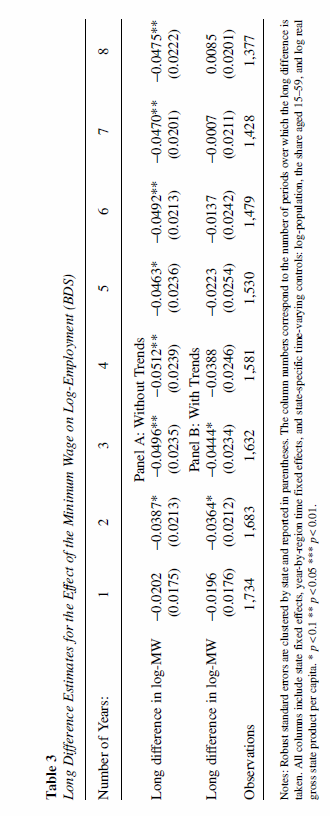 Table 3
Long Difference Estimates for the Effect of the Minimum Wage on Log-Employment (BDS)
Number of Years: 1 2 3 4 5 6 7 8
Panel A: Without Trends
Long difference in log-MW −0.0202 −0.0387* −0.0496** −0.0512** −0.0463* −0.0492** −0.0470** −0.0475**
(0.0175) (0.0213) (0.0235) (0.0239) (0.0236) (0.0213) (0.0201) (0.0222)
Panel B: With Trends
Long difference in log-MW −0.0196 −0.0364* −0.0444* −0.0388 −0.0223 −0.0137 −0.0007 0.0085
(0.0176) (0.0212) (0.0234) (0.0246) (0.0254) (0.0242) (0.0211) (0.0201)
Observations 1,734 1,683 1,632 1,581 1,530 1,479 1,428 1,377
Notes: Robust standard errors are clustered by state and reported in parentheses. The column numbers correspond to the number of periods over which the long difference is
taken. All columns include state fixed effects, year-by-region time fixed effects, and state-specific time-varying controls: log-population, the share aged 15–59, and log real
gross state product per capita. * p<0.1 ** p<0.05 *** p<0.01.